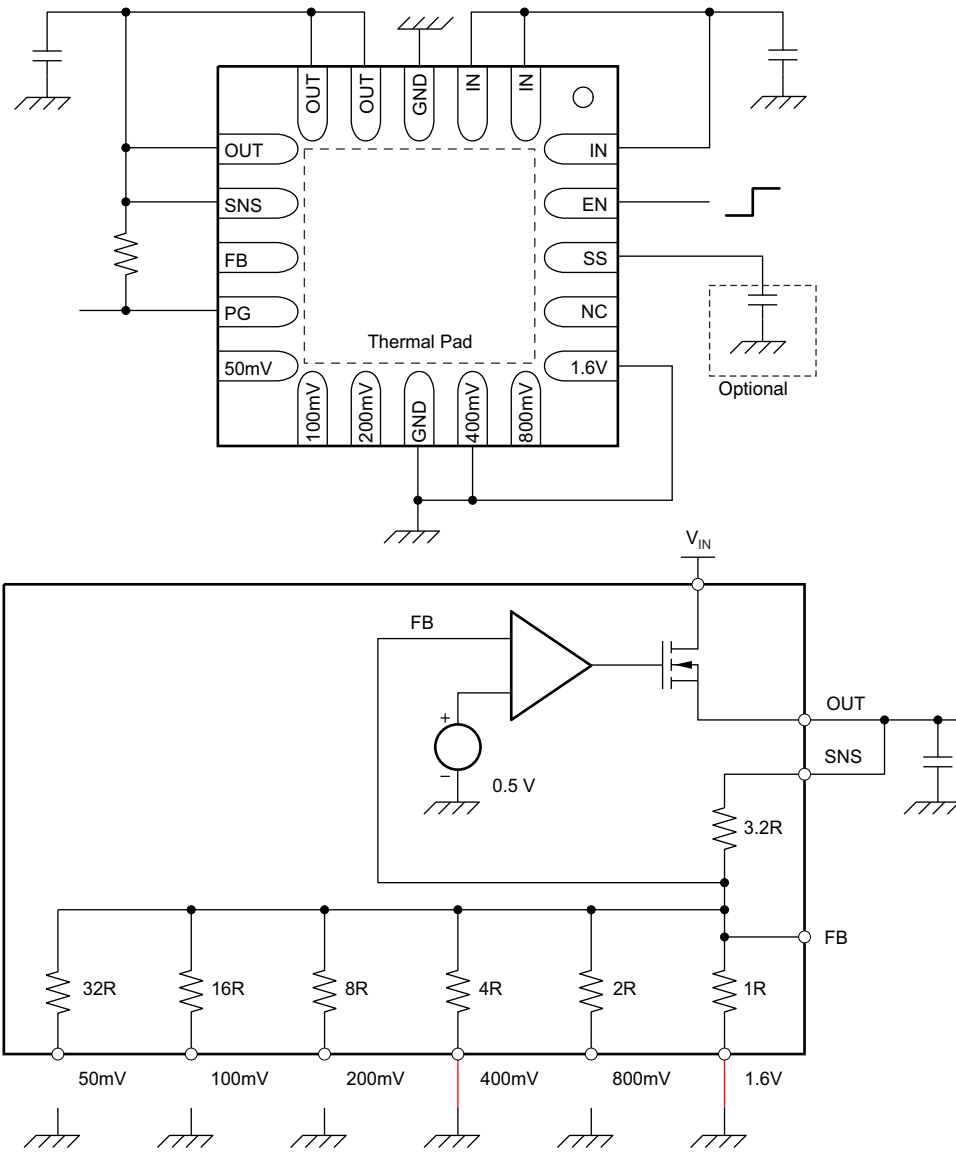 OUT
OUT
GND
IN
IN
OUT
SNS
FB
PG
50mV
IN
EN
SS
NC
1.6V
Thermal Pad
100mV
200mV
GND
400mV
800mV
Optional
VIN
FB
OUT
SNS
+
−
0.5 V
3.2R
FB
32R
16R
8R
4R
2R
1R
50mV
100mV
200mV
400mV
800mV
1.6V